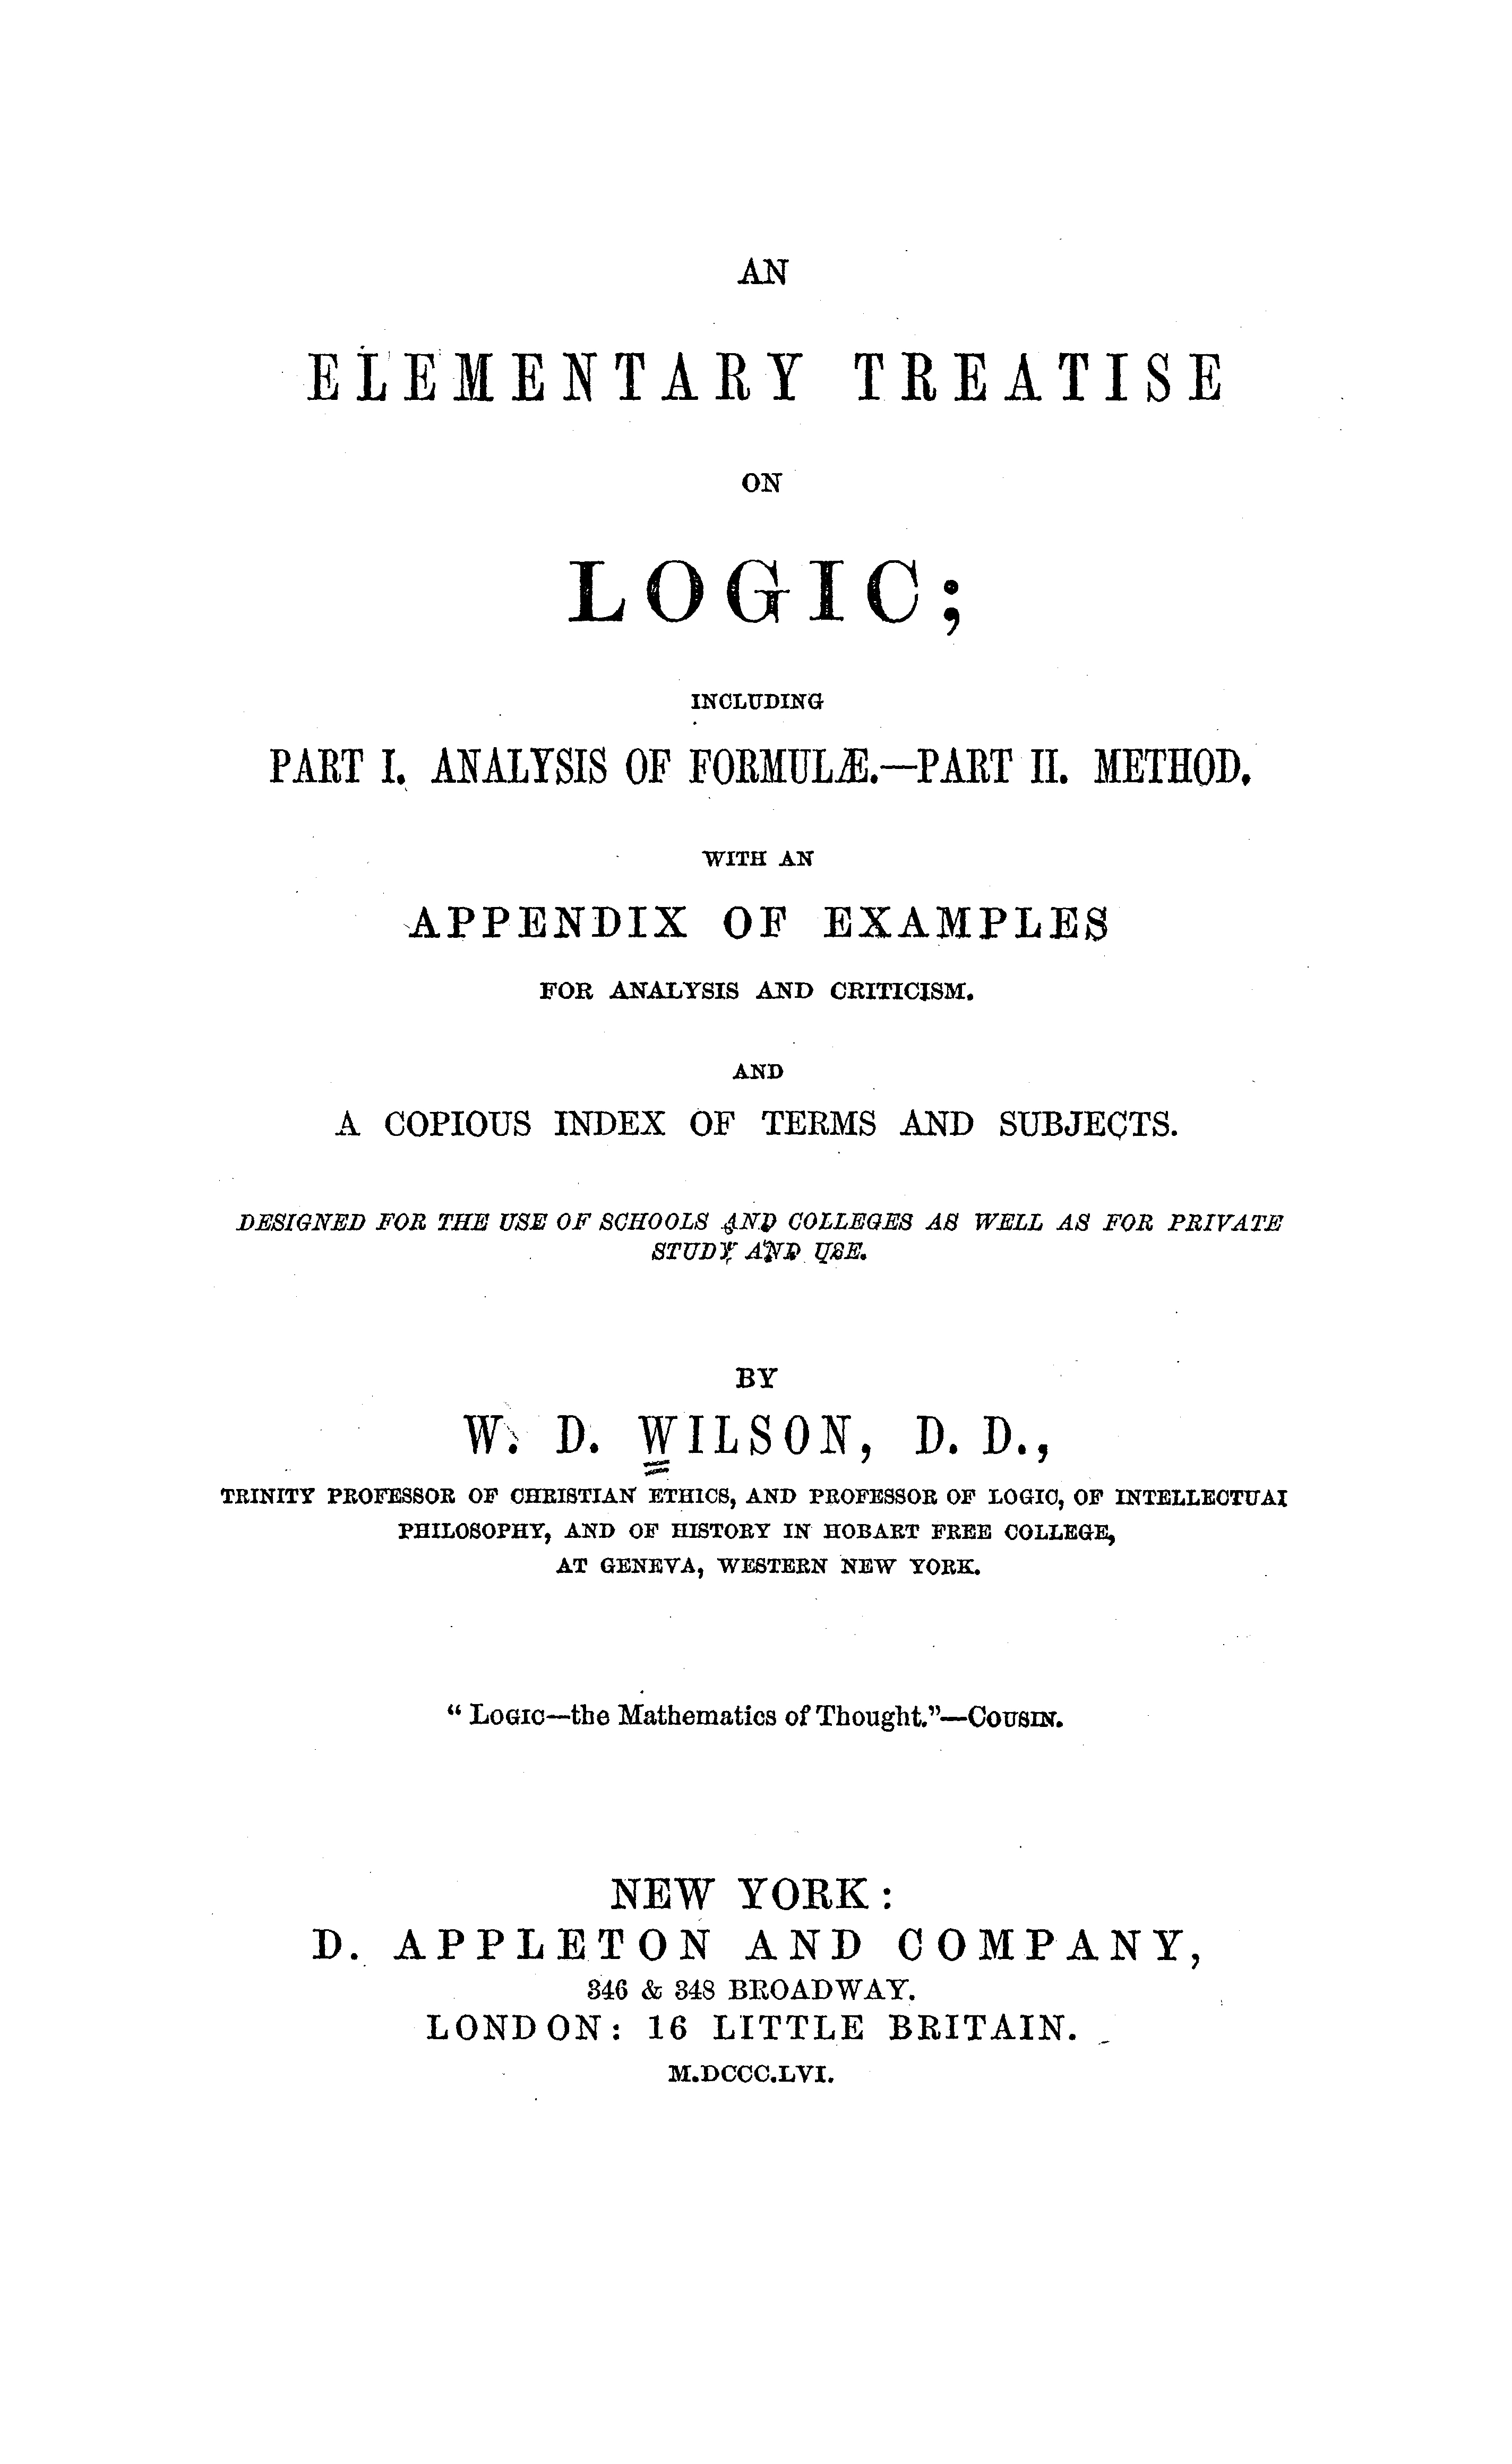 AN
ELEMENTARY TREATISE
ON
LOGIC;
INCLUDING
PART I. ANALYSIS OF FORMULÆ.—PART II. METHOD.
WITH AN
APPENDIX OF EXAMPLES
FOR ANALYSIS AND CRITICISM.
AND
A COPIOUS INDEX OF TERMS AND SUBJECTS.
DESIGNED FOR THE USE OF SCHOOLS AND COLLEGES AS WELL AS FOR PRIVATE
STUDY AND USE.
BY
W. D. WILSON, D. D.,
TRINITY PROFESSOR OF CHRISTIAN ETHICS, AND PROFESSOR OF LOGIC, OF INTELLECTUAL
PHILOSOPHY, AND OF HISTORY IN HOBART FREE COLLEGE,
AT GENEVA, WESTERN NEW YORK.
“LOGIC—the Mathematics of Thought.”—COUSIN.
NEW YORK:
D. APPLETON AND COMPANY,
346 & 348 BROADWAY.
LONDON: 16 LITTLE BRITAIN.
M.DCCC.LVI.